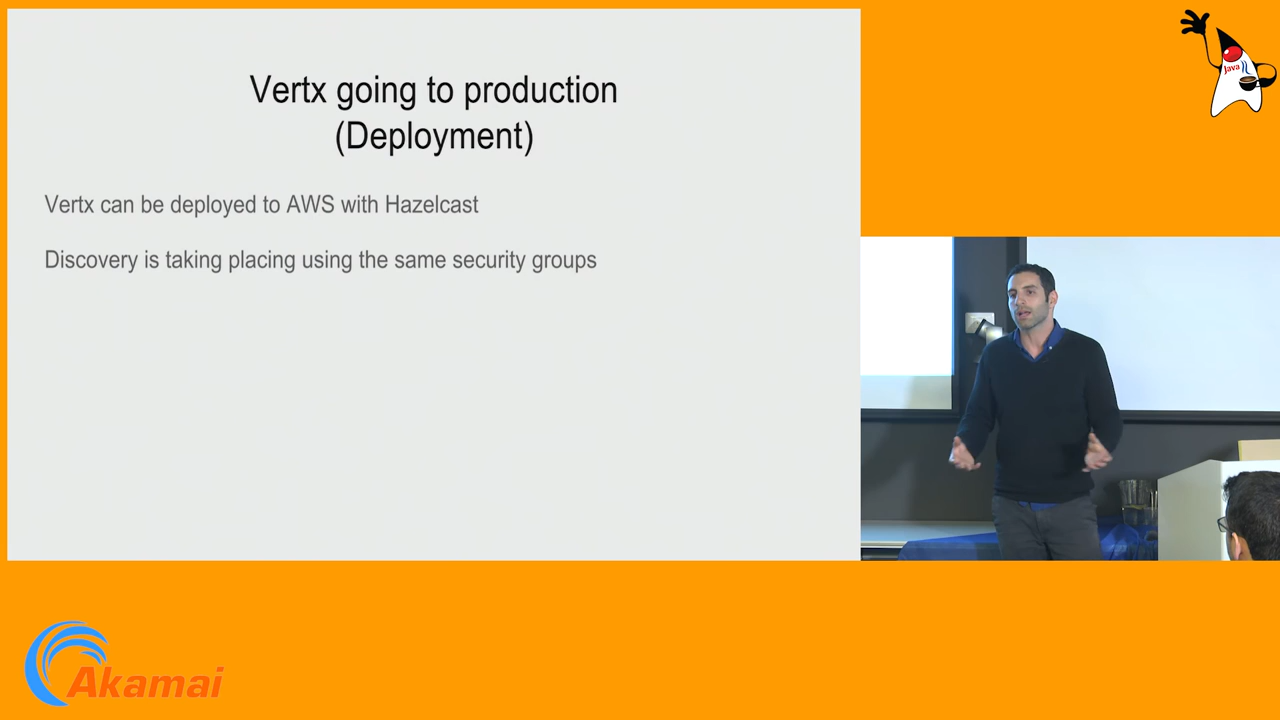 Vertx going to production
(Deployment)
Vertx can be deployed to AWS with Hazelcast
Discovery is taking placing using the same security groups
Java
Akamai